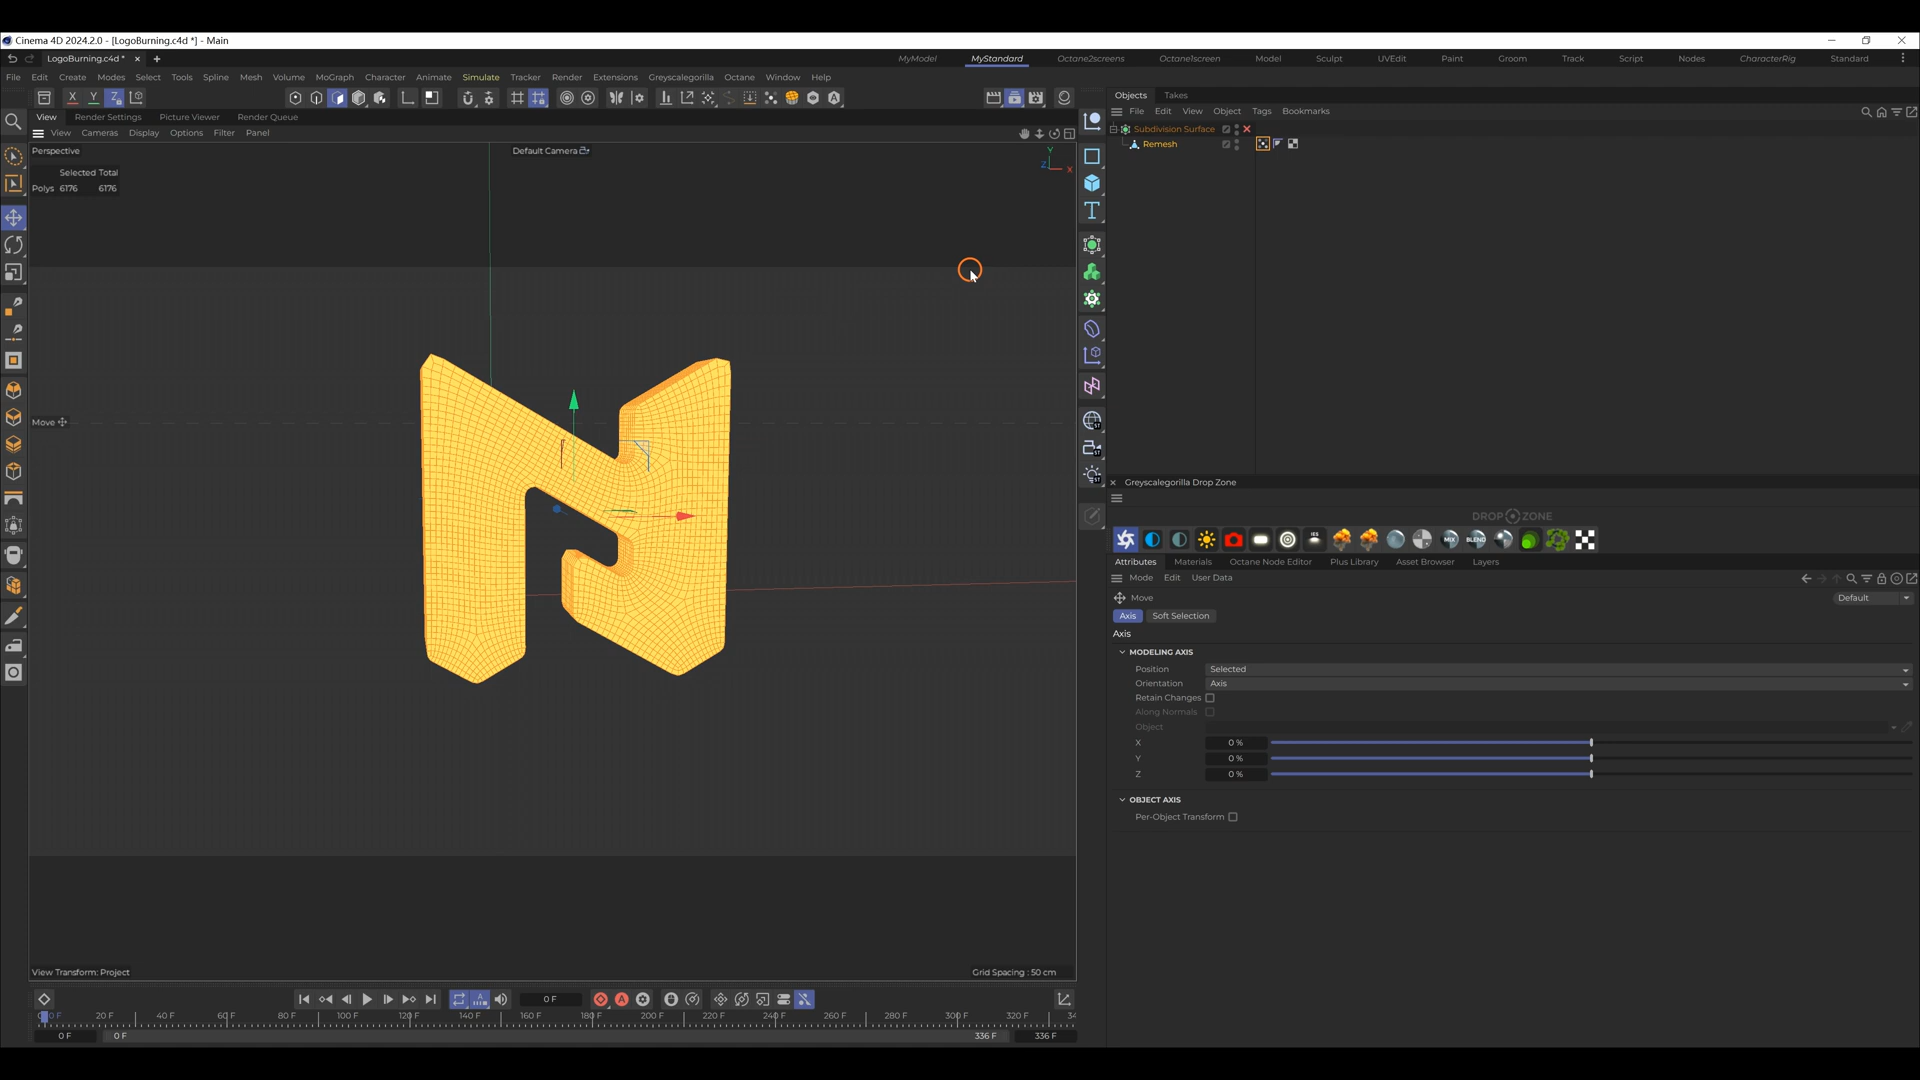 Cinema 4D 2024.2.0 - [LogoBurning.c4d *] - Main
LogoBurning.c4d *
MyModel MyStandard Octane2screens Octane1screen Model Sculpt UVEdit Paint Groom Track Script Nodes CharacterRig Standard
File Edit Create Modes Select Tools Spline Mesh Volume MoGraph Character Animate Simulate Tracker Render Extensions Greyscalegorilla Octane Window Help
X Y Z
Objects Takes
File Edit View Object Tags Bookmarks
View Render Settings Picture Viewer Render Queue
View Cameras Display Options Filter Panel
Perspective Default Camera
Y
Z X
Selected Total
Polys 6176 6176
Subdivision Surface
Remesh
Move
Greyscalegorilla Drop Zone
DROP ZONE
IES MIX BLEND
Attributes Materials Octane Node Editor Plus Library Asset Browser Layers
Mode Edit User Data
Move Default
Axis Soft Selection
Axis
MODELING AXIS
Position Selected
Orientation Axis
Retain Changes
Along Normals
Object
X 0 %
Y 0 %
Z 0 %
OBJECT AXIS
Per-Object Transform
View Transform: Project Grid Spacing : 50 cm
0 F
20 F 40 F 60 F 80 F 100 F 120 F 140 F 160 F 180 F 200 F 220 F 240 F 260 F 280 F 300 F 320 F 34
0 F 0 F 336 F 336 F